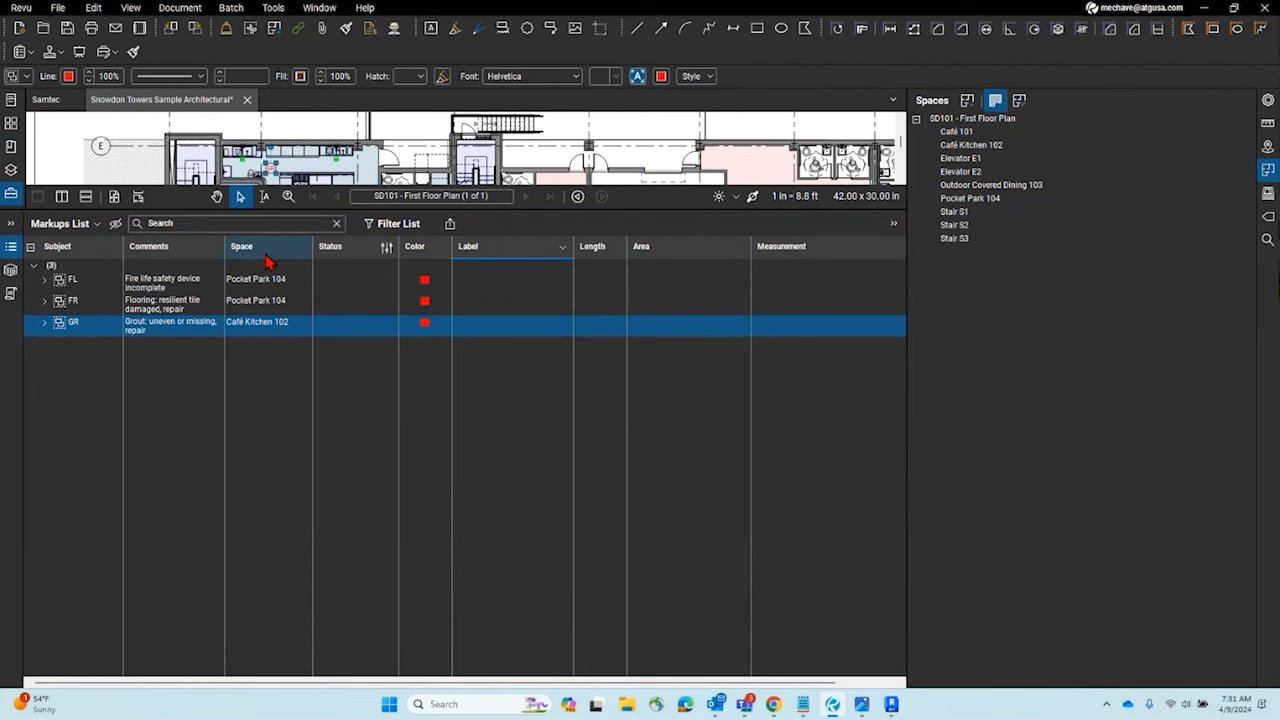 Revu File Edit View Document Batch Tools Window Help mechave@atgusa.com
Line: 100% Fill: 100% Hatch: Font: Helvetica A Style
Samtec Snowdon Towers Sample Architectural* Spaces
SD101 - First Floor Plan
Café 101
Café Kitchen 102
Elevator E1
Elevator E2
Outdoor Covered Dining 103
Pocket Park 104
Stair S1
Stair S2
Stair S3
E
SD101 - First Floor Plan (1 of 1) 1 in = 8.8 ft 42.00 x 30.00 in
Markups List Search Filter List
Subject Comments Space Status Color Label Length Area Measurement
(3)
FL Fire life safety device incomplete Pocket Park 104
FR Flooring: resilient tile damaged, repair Pocket Park 104
GR Grout: uneven or missing, repair Café Kitchen 102
1 54°F
Sunny
Search
3
7:31 AM
4/9/2024